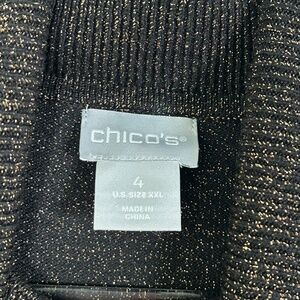 chico's®
4
U.S. SIZE XXL
MADE IN
CHINA